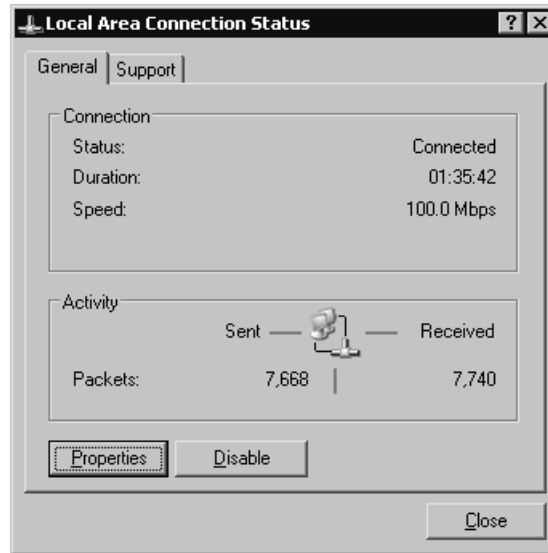 Local Area Connection Status
General Support
Connection
Status: Connected
Duration: 01:35:42
Speed: 100.0 Mbps
Activity
Sent Received
Packets: 7,668 7,740
Properties Disable
Close